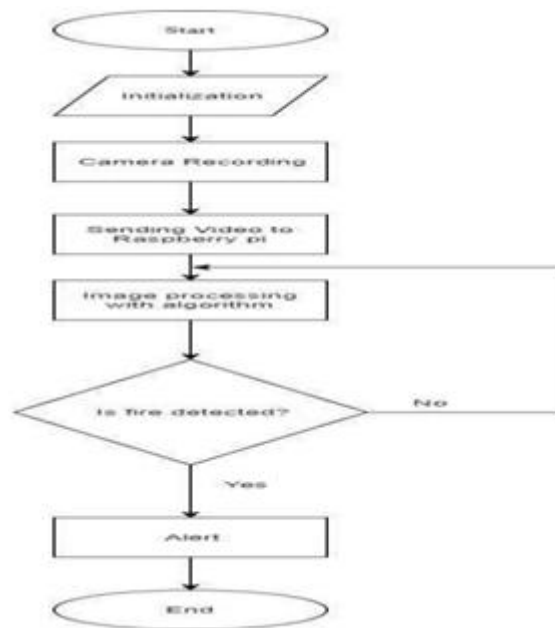 Start
Initialization
Camera Recording
Sending Video to
Raspberry pi
Image processing
with algorithm
Is fire detected?
No
Yes
Alert
End